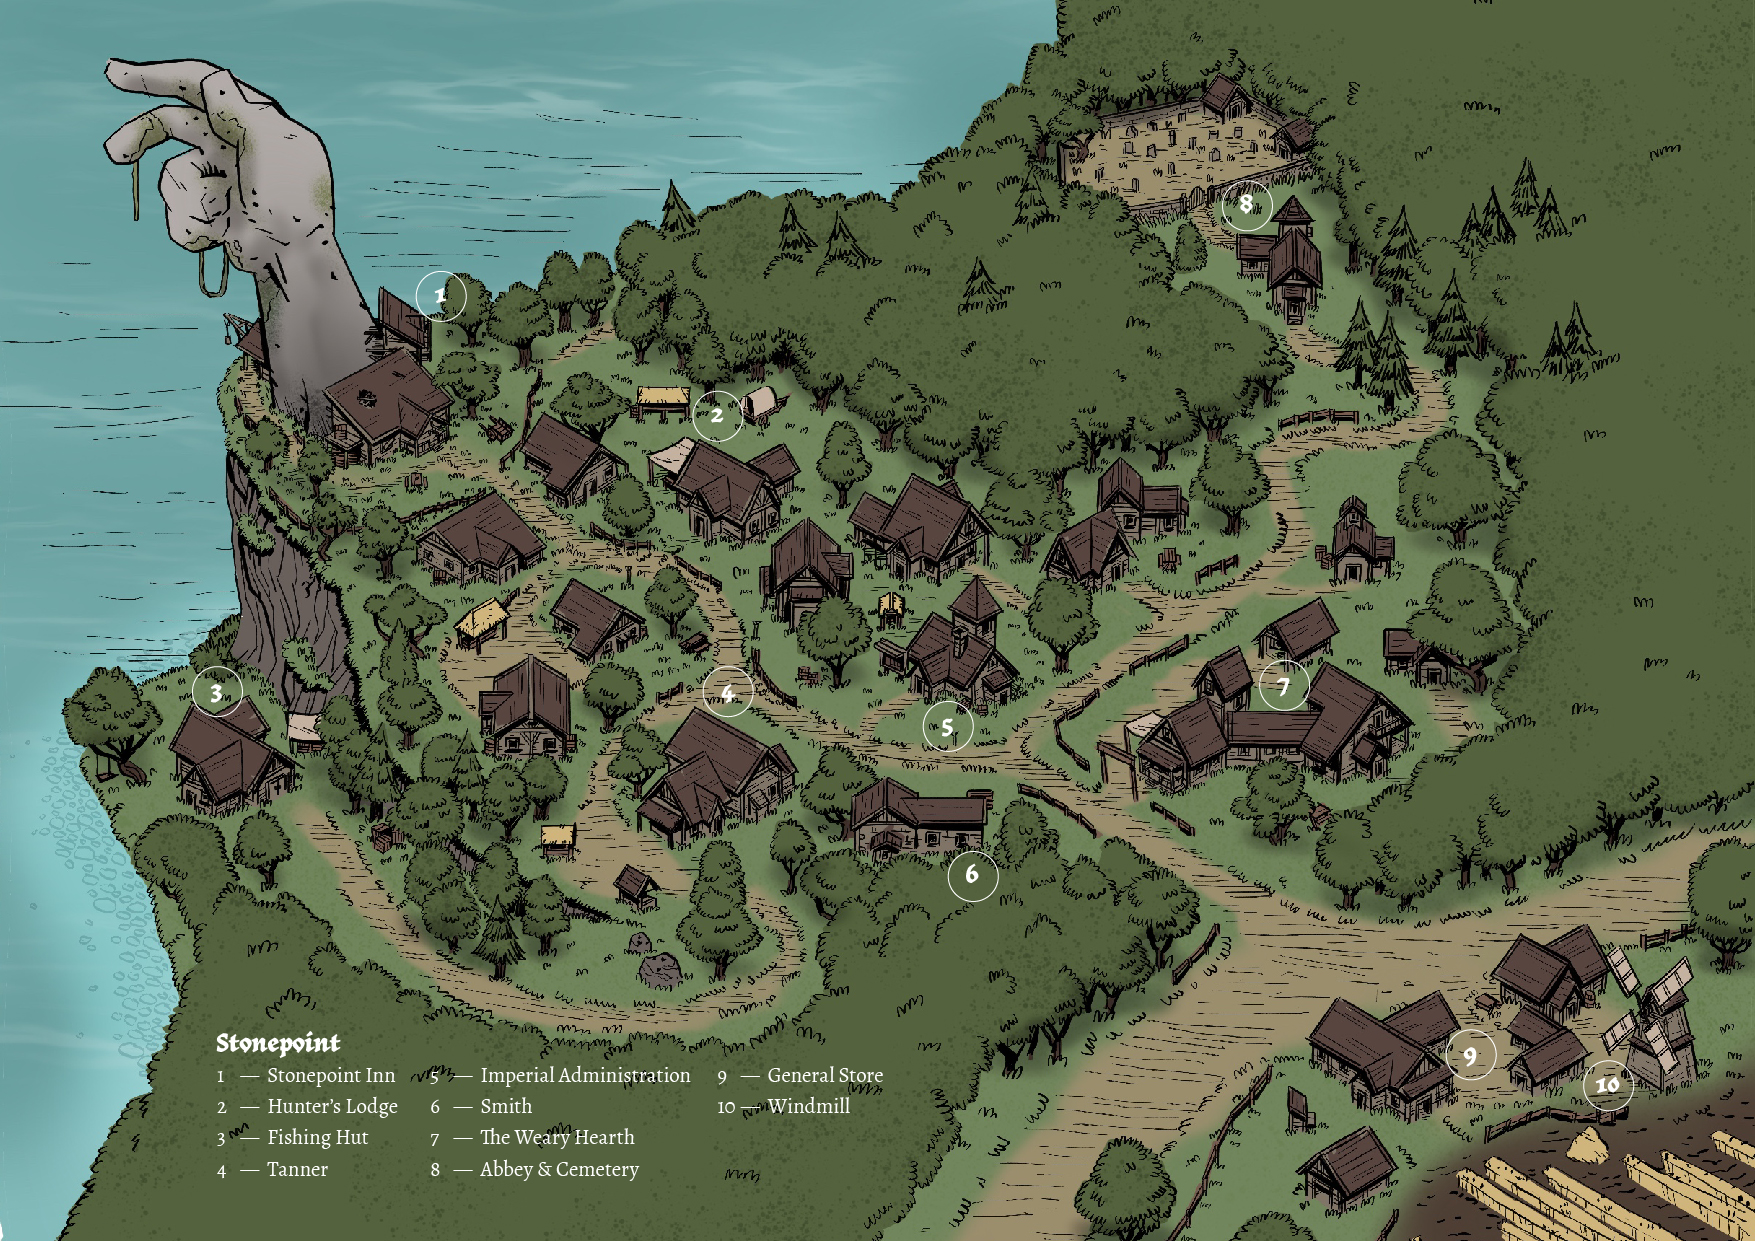 1
2
3
4
5
6
7
8
9
10
Stonepoint
1 — Stonepoint Inn
2 — Hunter's Lodge
3 — Fishing Hut
4 — Tanner
5 — Imperial Administration
6 — Smith
7 — The Weary Hearth
8 — Abbey & Cemetery
9 — General Store
10 — Windmill